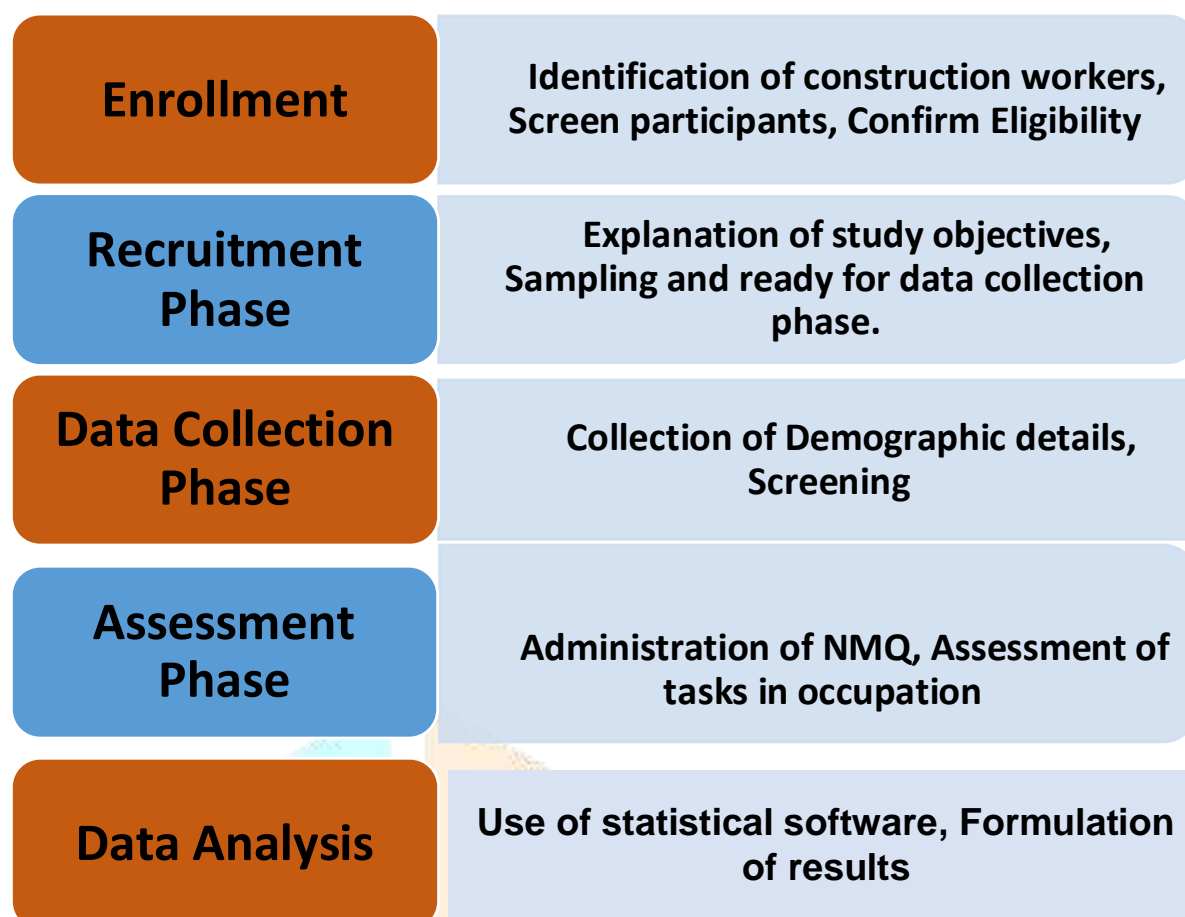 Enrollment
Identification of construction workers,
Screen participants, Confirm Eligibility
Recruitment
Phase
Explanation of study objectives,
Sampling and ready for data collection
phase.
Data Collection
Phase
Collection of Demographic details,
Screening
Assessment
Phase
Administration of NMQ, Assessment of
tasks in occupation
Data Analysis
Use of statistical software, Formulation
of results